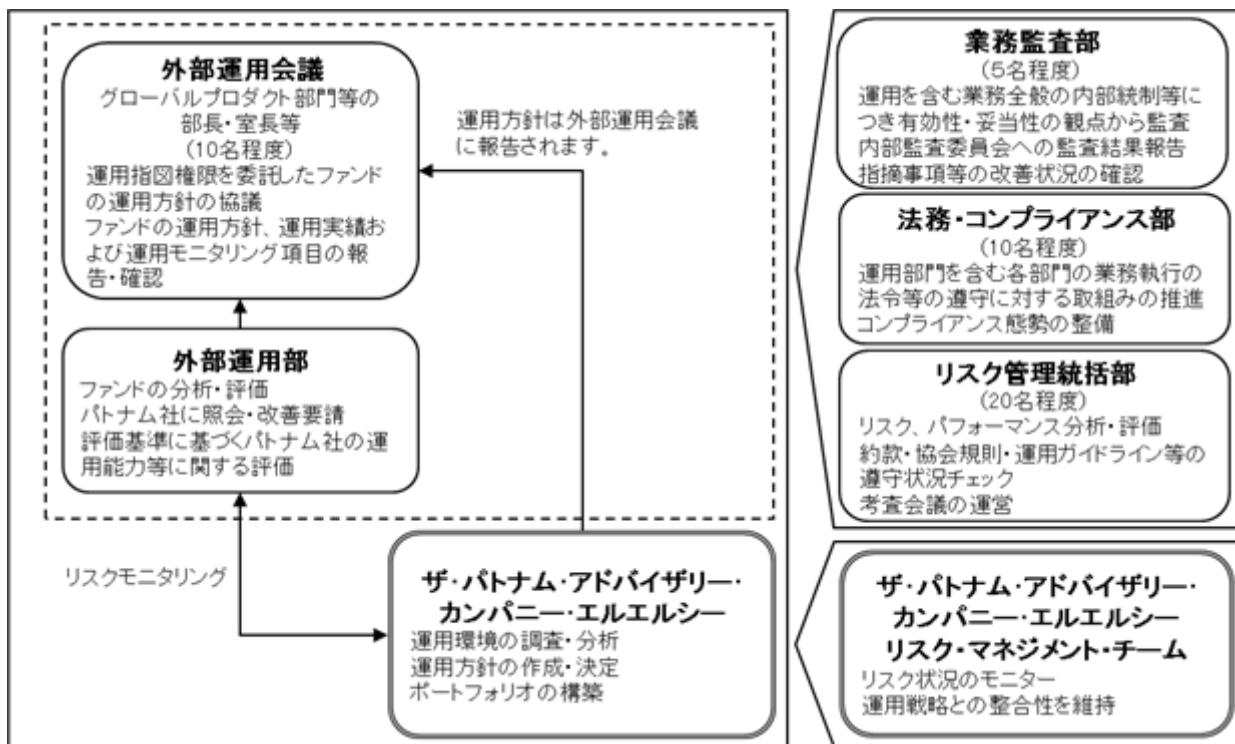 外部運用会議
グローバルプロダクト部門等の
部長・室長等
(10名程度)
運用指図権限を委託したファンド
の運用方針の協議
ファンドの運用方針、運用実績お
よび運用モニタリング項目の報
告・確認
運用方針は外部運用会議
に報告されます。
外部運用部
ファンドの分析・評価
パトナム社に照会・改善要請
評価基準に基づくパトナム社の運
用能力等に関する評価
リスクモニタリング
ザ・パトナム・アドバイザリー・
カンパニー・エルエルシー
運用環境の調査・分析
運用方針の作成・決定
ポートフォリオの構築
業務監査部
(5名程度)
運用を含む業務全般の内部統制等に
つき有効性・妥当性の観点から監査
内部監査委員会への監査結果報告
指摘事項等の改善状況の確認
法務・コンプライアンス部
(10名程度)
運用部門を含む各部門の業務執行の
法令等の遵守に対する取組みの推進
コンプライアンス態勢の整備
リスク管理統括部
(20名程度)
リスク、パフォーマンス分析・評価
約款・協会規則・運用ガイドライン等の
遵守状況チェック
考査会議の運営
ザ・パトナム・アドバイザリー・
カンパニー・エルエルシー
リスク・マネジメント・チーム
リスク状況のモニター
運用戦略との整合性を維持